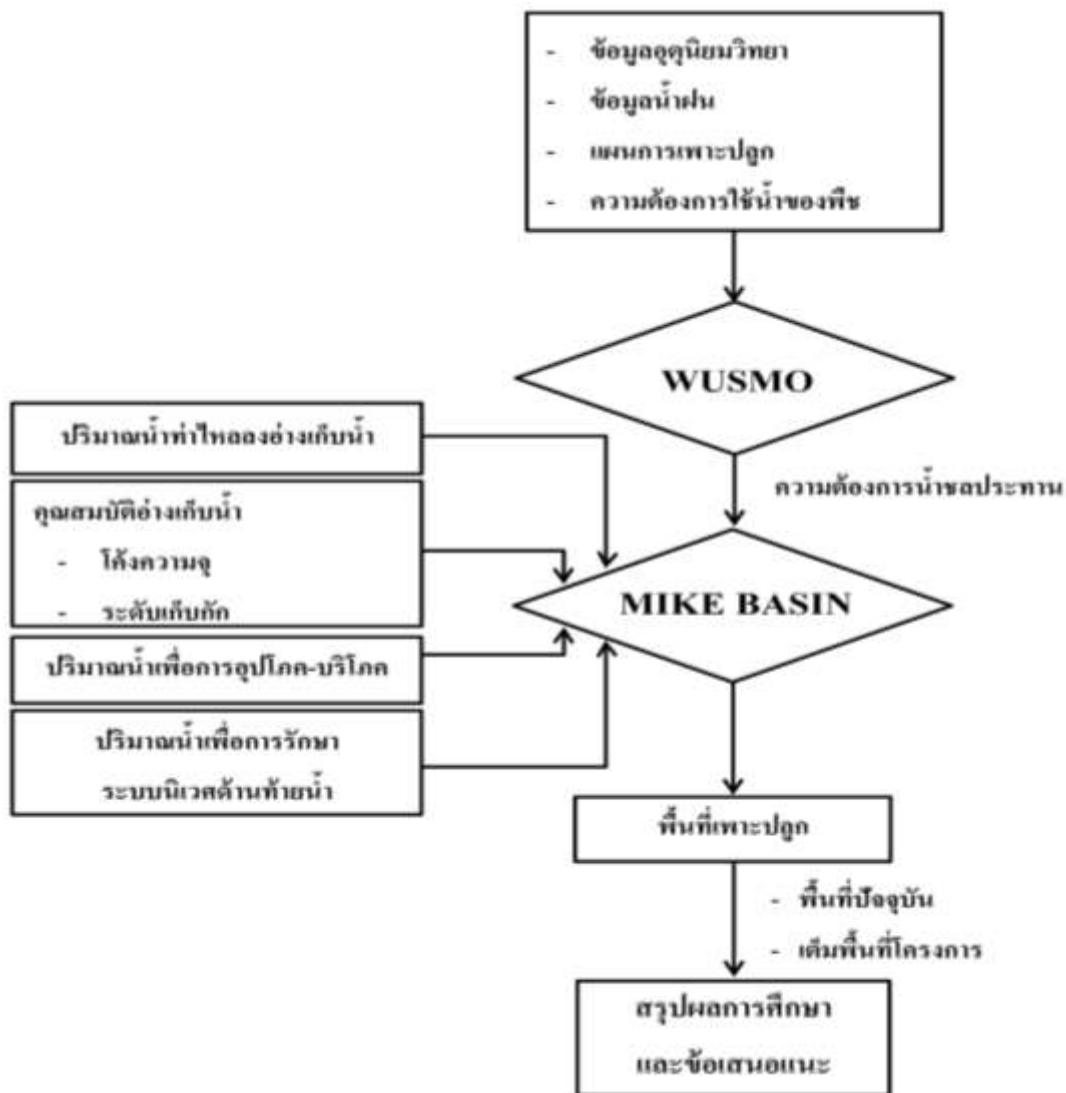 - ข้อมูลอุตุนิยมวิทยา
- ข้อมูลน้ำฝน
- แผนการเพาะปลูก
- ความต้องการใช้น้ำของพืช
WUSMO
ความต้องการน้ำชลประทาน
ปริมาณน้ำท่าไหลลงอ่างเก็บน้ำ
คุณสมบัติอ่างเก็บน้ำ
- โค้งความจุ
- ระดับเก็บกัก
ปริมาณน้ำเพื่อการอุปโภค-บริโภค
ปริมาณน้ำเพื่อการรักษา
ระบบนิเวศด้านท้ายน้ำ
MIKE BASIN
พื้นที่เพาะปลูก
- พื้นที่ปัจจุบัน
- เต็มพื้นที่โครงการ
สรุปผลการศึกษา
และข้อเสนอแนะ